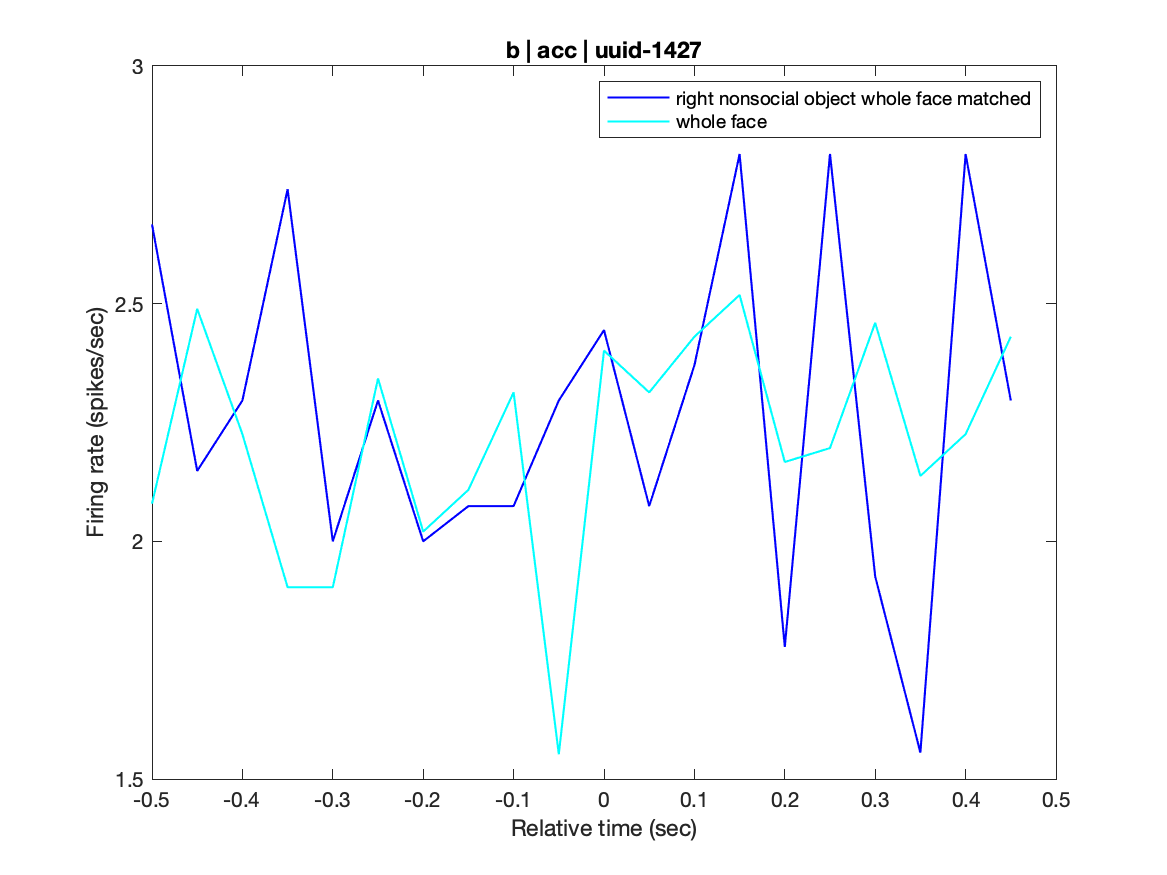 b | acc | uuid-1427
right nonsocial object whole face matched
whole face
Firing rate (spikes/sec)
3
2.5
2
1.5
-0.5 -0.4 -0.3 -0.2 -0.1 0 0.1 0.2 0.3 0.4 0.5
Relative time (sec)